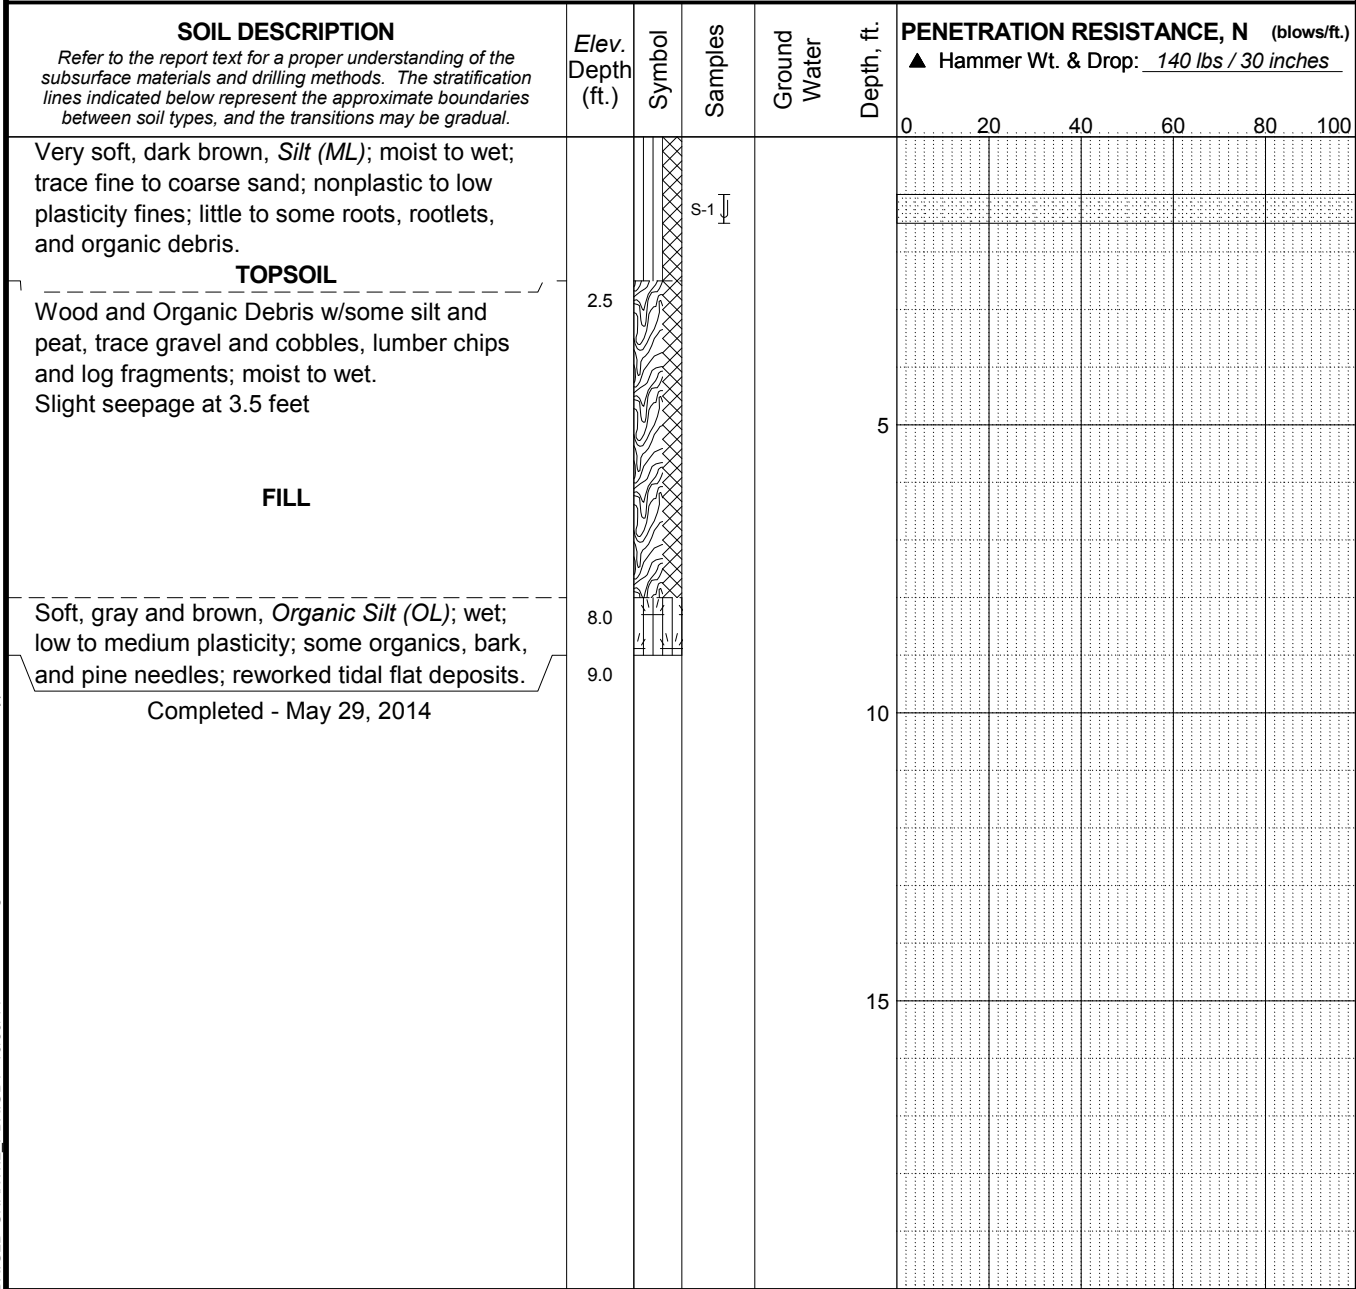 SOIL DESCRIPTION
Refer to the report text for a proper understanding of the
subsurface materials and drilling methods. The stratification
lines indicated below represent the approximate boundaries
between soil types, and the transitions may be gradual.
Elev.
Depth
(ft.)
Symbol
Samples
Ground
Water
Depth, ft.
PENETRATION RESISTANCE, N (blows/ft.)
▲ Hammer Wt. & Drop: 140 lbs / 30 inches
0 20 40 60 80 100
Very soft, dark brown, Silt (ML); moist to wet;
trace fine to coarse sand; nonplastic to low
plasticity fines; little to some roots, rootlets,
and organic debris.
TOPSOIL
S-1
2.5
Wood and Organic Debris w/some silt and
peat, trace gravel and cobbles, lumber chips
and log fragments; moist to wet.
Slight seepage at 3.5 feet
5
FILL
Soft, gray and brown, Organic Silt (OL); wet;
low to medium plasticity; some organics, bark,
and pine needles; reworked tidal flat deposits.
8.0
9.0
Completed - May 29, 2014
10
15